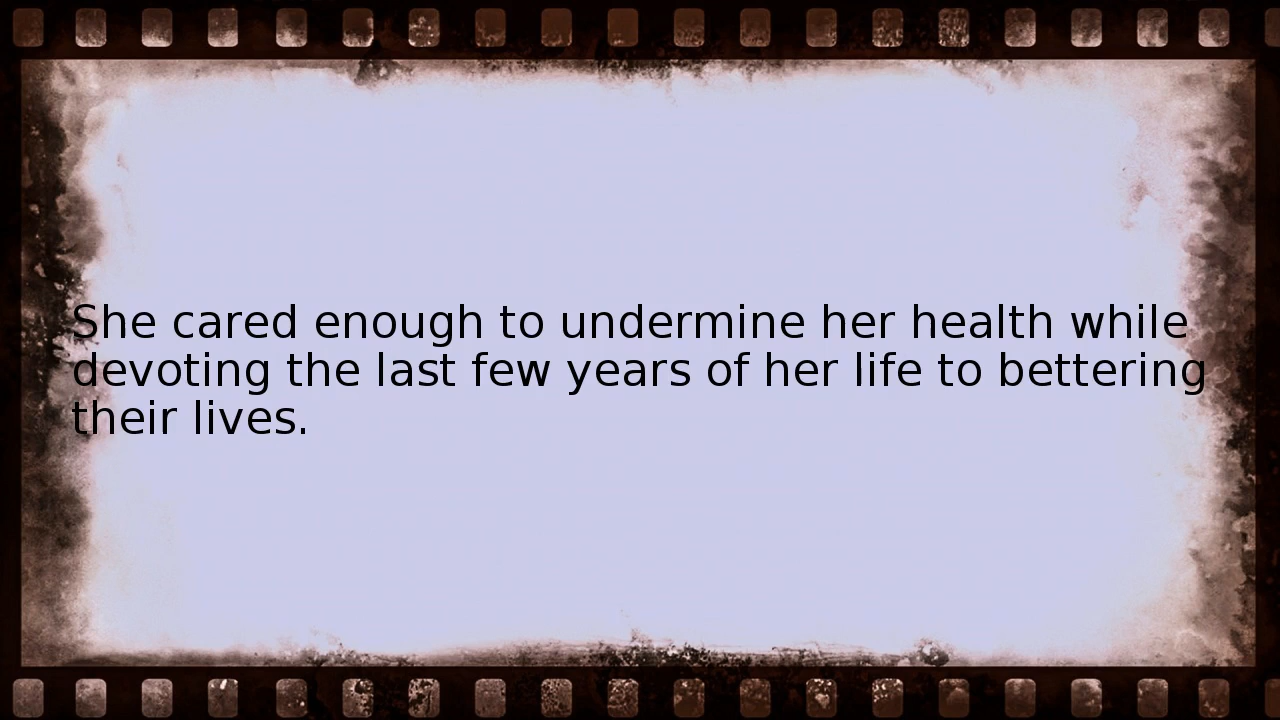 She cared enough to undermine her health while
devoting the last few years of her life to bettering
their lives.